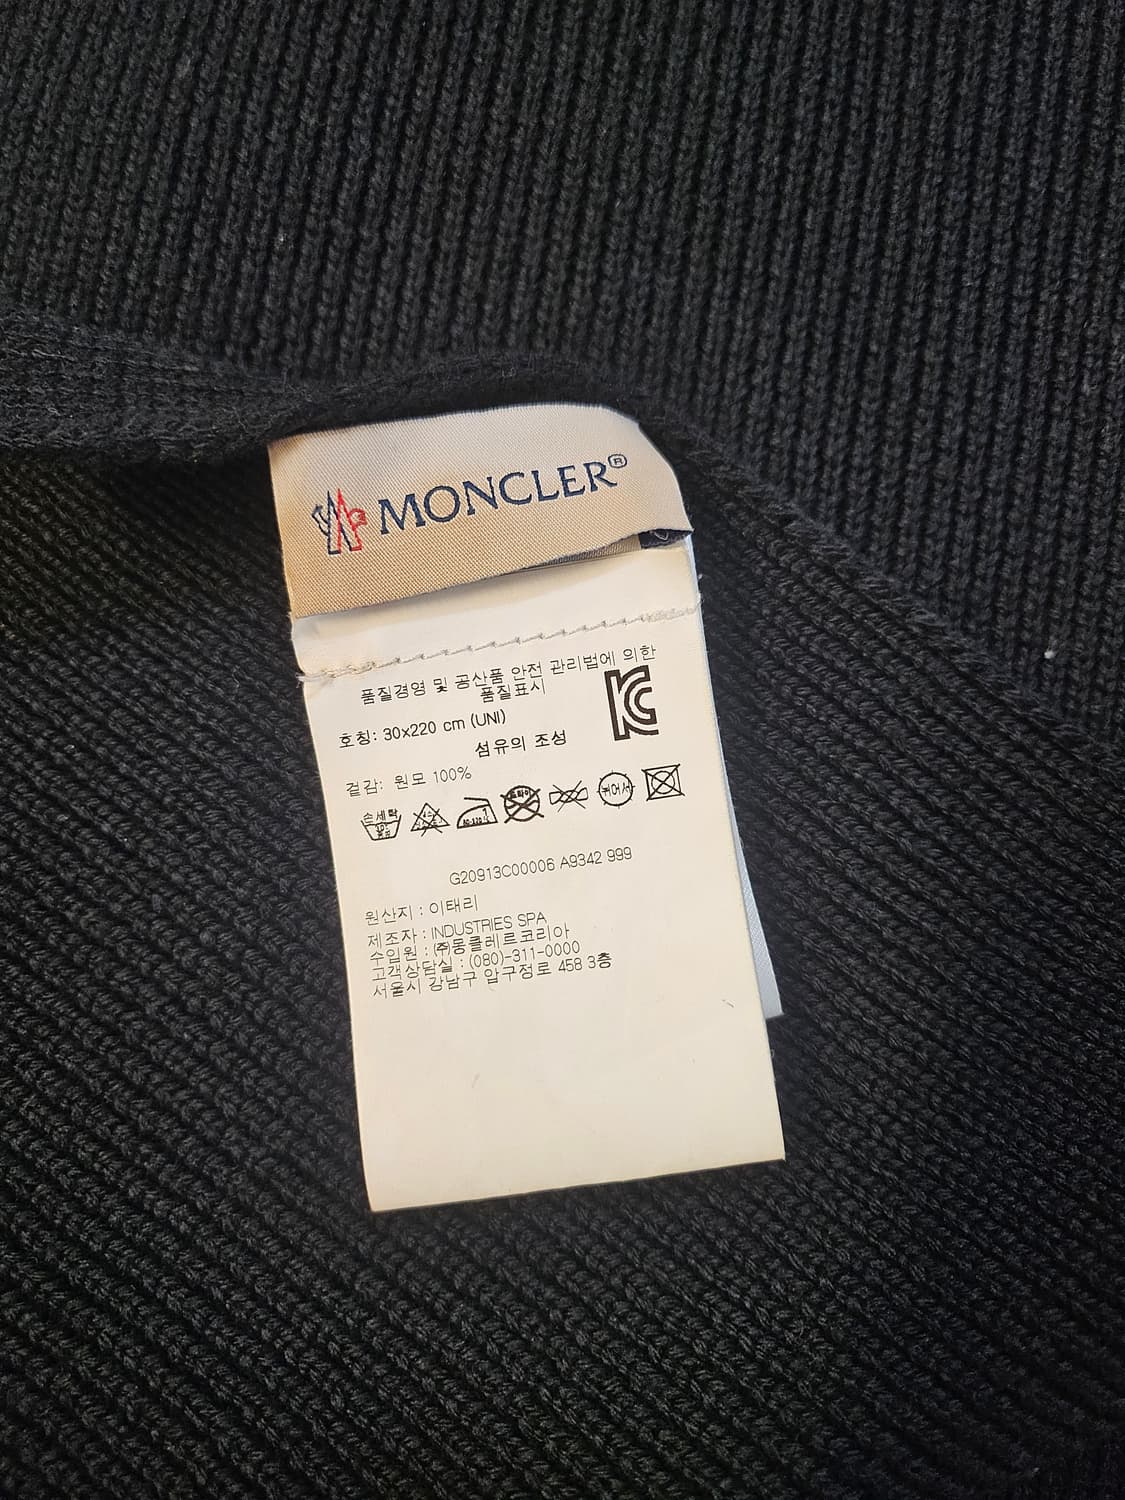 MONCLER®
품질경영 및 공산품 안전 관리법에 의한
품질표시
호칭: 30x220 cm (UNI)
섬유의 조성
겉감: 원모 100%
손세탁
G20913C00006 A9342 999
원산지 : 이태리
제조자 : INDUSTRIES SPA
수입원 : (주)몽클레르코리아
고객상담실 : (080)-311-0000
서울시 강남구 압구정로 458 3층